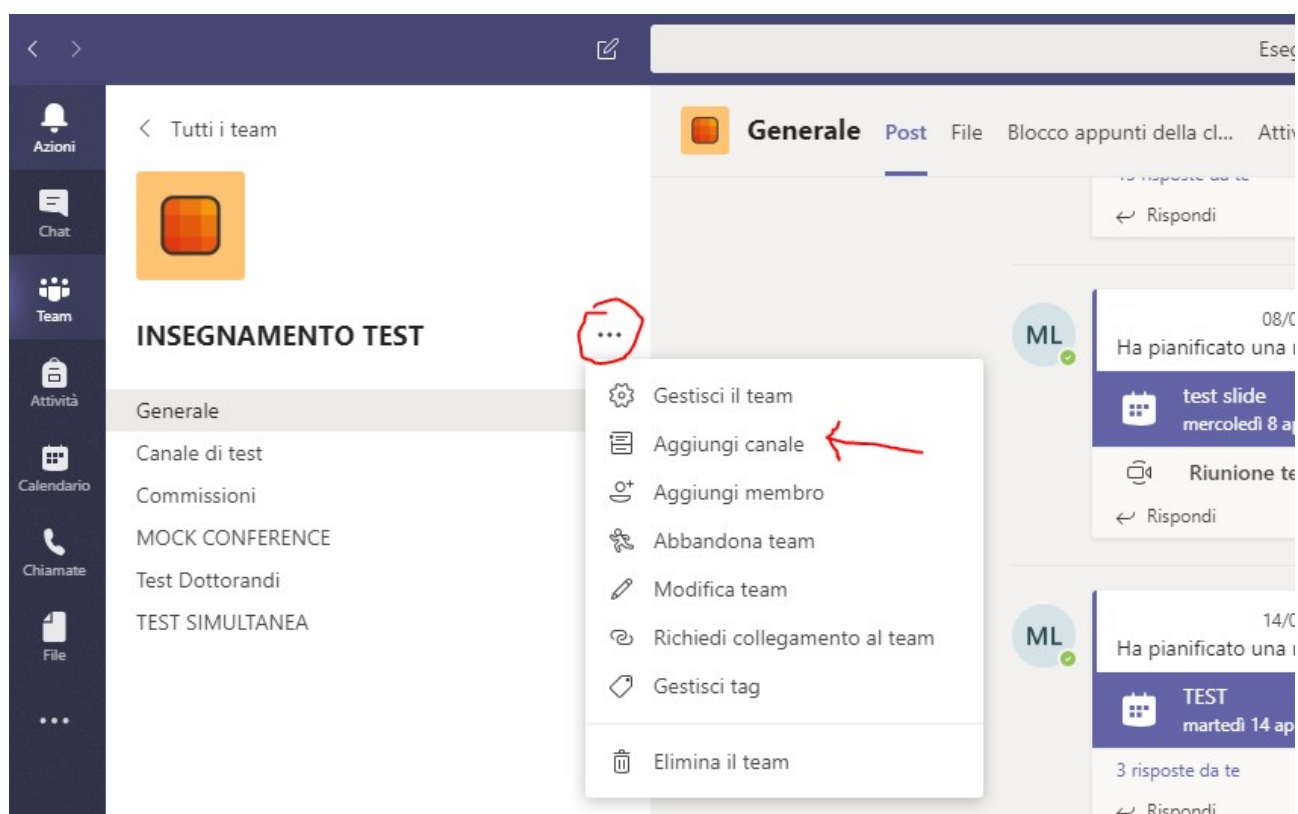 Azioni
Chat
Team
Attività
Calendario
Chiamate
File
Tutti i team
INSEGNAMENTO TEST
Generale
Canale di test
Commissioni
MOCK CONFERENCE
Test Dottorandi
TEST SIMULTANEA
Gestisci il team
Aggiungi canale
Aggiungi membro
Abbandona team
Modifica team
Richiedi collegamento al team
Gestisci tag
Elimina il team
Generale Post File Blocco appunti della cl...
Rispondi
ML
Ha pianificato una
test slide
mercoledì 8
Riunione
Rispondi
ML
Ha pianificato una
TEST
martedì 14
3 risposte da te
Rispondi